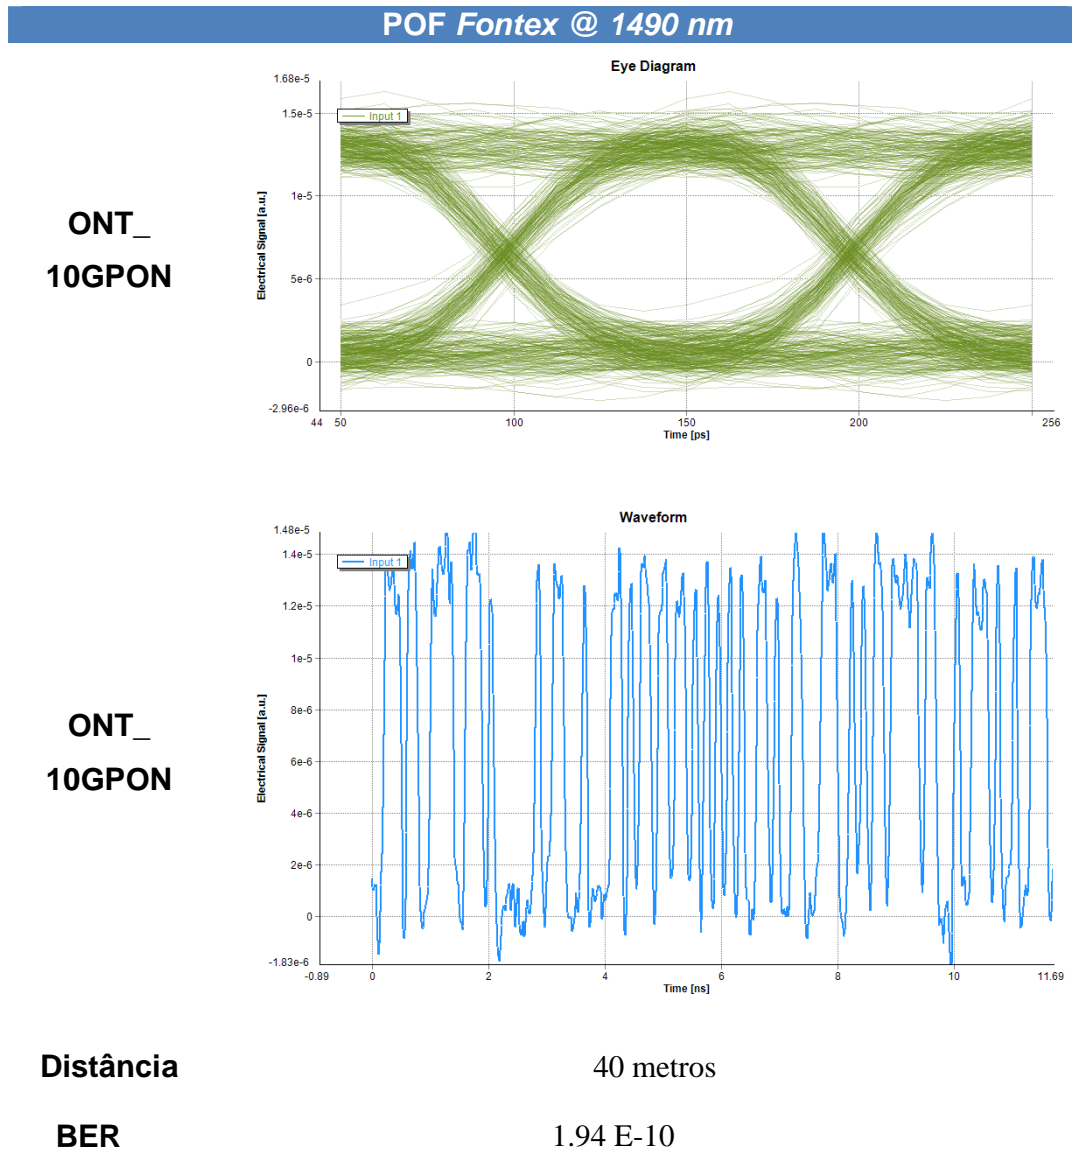 POF Fontex @ 1490 nm
Eye Diagram
1.68e-5
1.5e-5
Input 1
1e-5
Electrical Signal [a.u.]
5e-6
0
-2.96e-6
44 50 100 150 200 256
Time [ps]
ONT_
10GPON
Waveform
1.48e-5
1.4e-5
Input 1
1.2e-5
1e-5
8e-6
Electrical Signal [a.u.]
6e-6
4e-6
2e-6
0
-1.83e-6
-0.89 0 2 4 6 8 10 11.69
Time [ns]
ONT_
10GPON
Distância 40 metros
BER 1.94 E-10